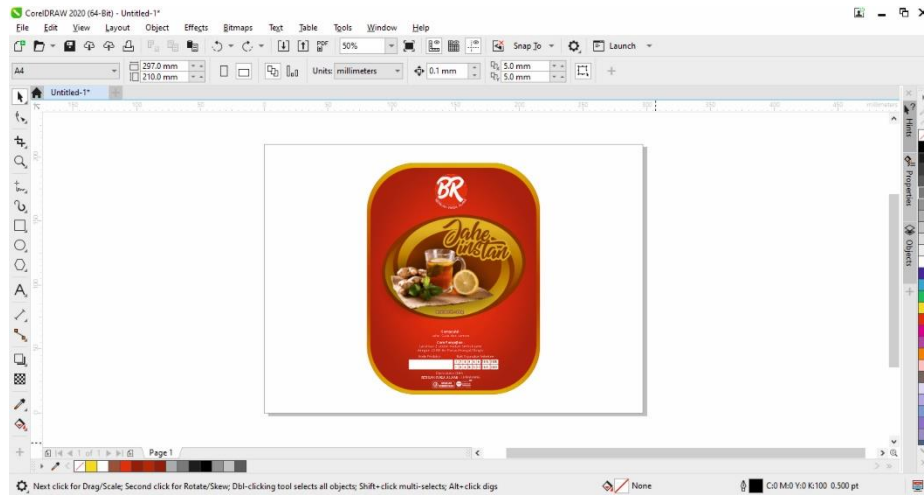 CorelDRAW 2020 (64-Bit) - Untitled-1*
File Edit View Layout Object Effects Bitmaps Text Table Tools Window Help
PDF 50% Snap To Launch
A4 297.0 mm 210.0 mm Units: millimeters 0.1 mm 5.0 mm 5.0 mm
Untitled-1*
millimeters
Hints
Properties
Objects
BR
Jahe
instan
Komposisi
1 of 1 Page 1
Next click for Drag/Scale; Second click for Rotate/Skew; Dbl-clicking tool selects all objects; Shift+click multi-selects; Alt+click digs None C:0 M:0 Y:0 K:100 0.500 pt